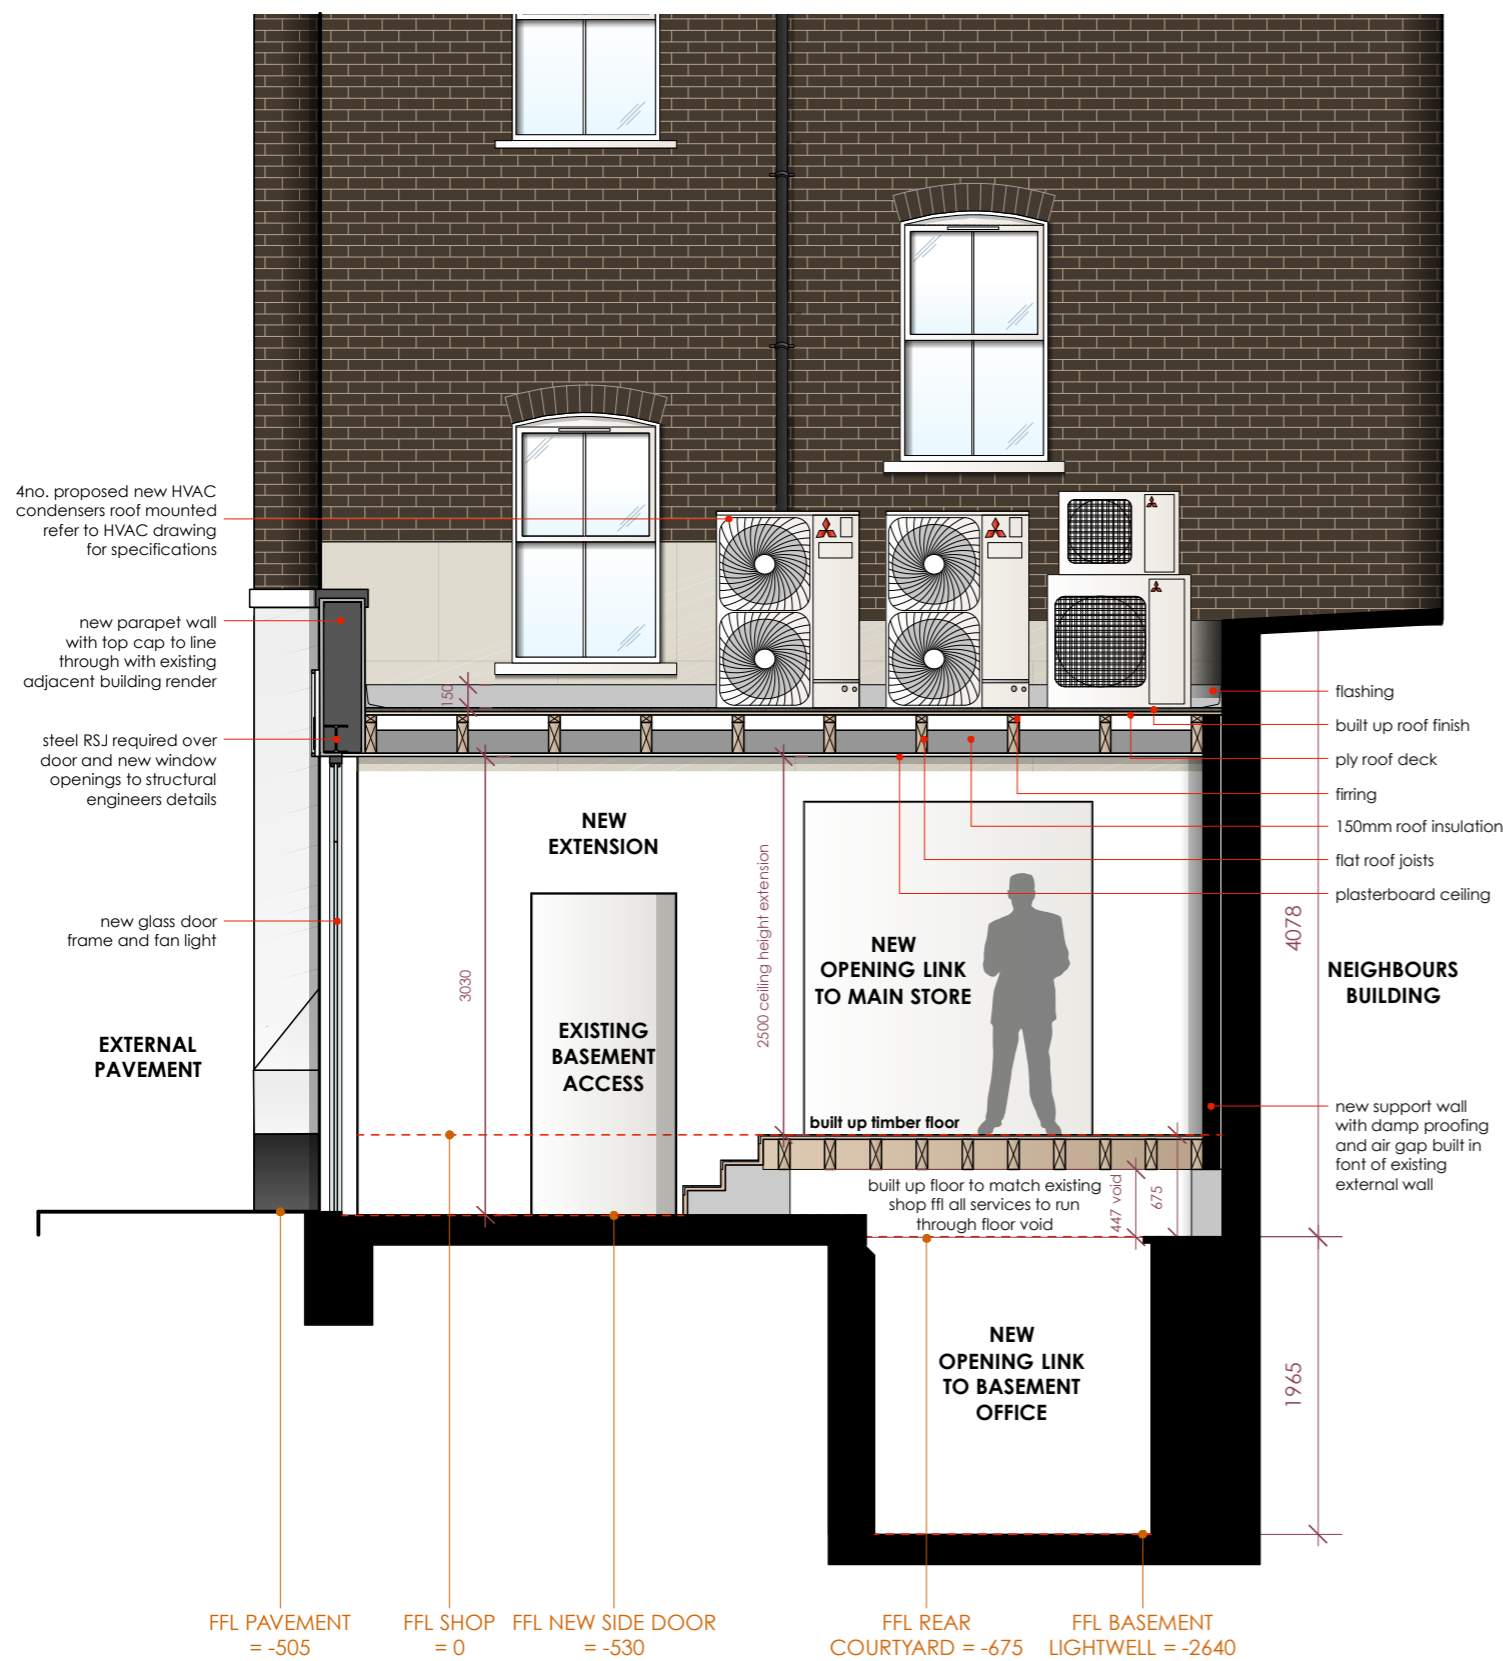 4no. proposed new HVAC
condensers roof mounted
refer to HVAC drawing
for specifications
new parapet wall
with top cap to line
through with existing
adjacent building render
steel RSJ required over
door and new window
openings to structural
engineers details
new glass door
frame and fan light
EXTERNAL
PAVEMENT
150
3030
NEW
EXTENSION
EXISTING
BASEMENT
ACCESS
2500 ceiling height extension
NEW
OPENING LINK
TO MAIN STORE
built up timber floor
built up floor to match existing
shop ffl all services to run
through floor void
447 void
675
NEW
OPENING LINK
TO BASEMENT
OFFICE
flashing
built up roof finish
ply roof deck
firring
150mm roof insulation
flat roof joists
plasterboard ceiling
4078
NEIGHBOURS
BUILDING
new support wall
with damp proofing
and air gap built in
font of existing
external wall
1965
FFL PAVEMENT
= -505
FFL SHOP
= 0
FFL NEW SIDE DOOR
= -530
FFL REAR
COURTYARD = -675
FFL BASEMENT
LIGHTWELL = -2640